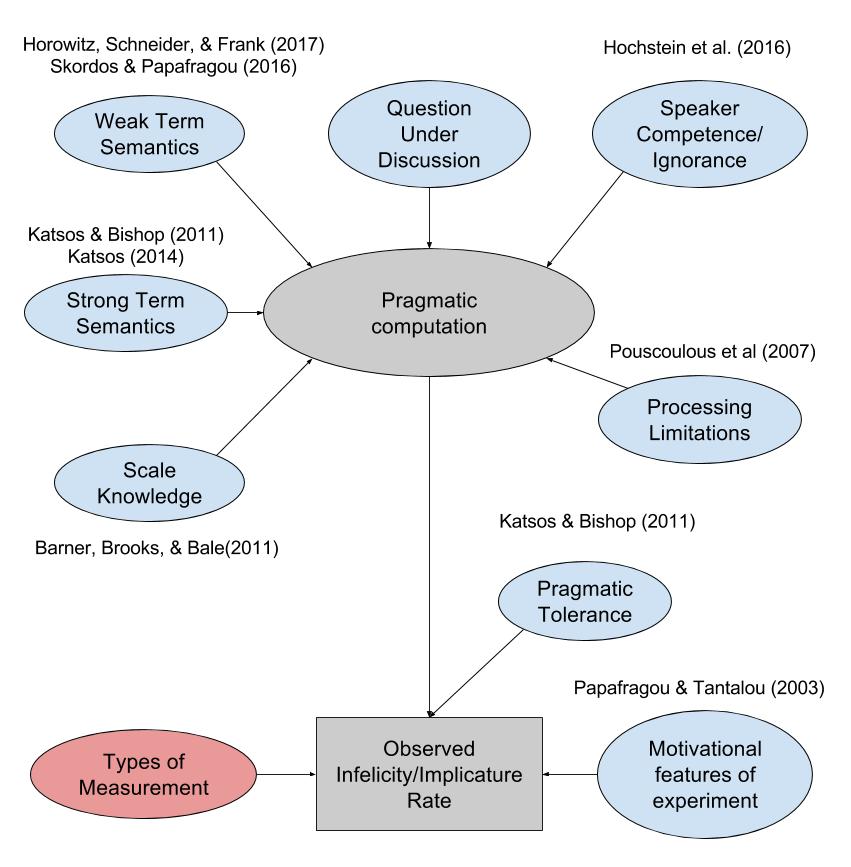 Horowitz, Schneider, & Frank (2017)
Skordos & Papafragou (2016)
Hochstein et al. (2016)
Weak Term
Semantics
Question
Under
Discussion
Speaker
Competence/
Ignorance
Katsos & Bishop (2011)
Katsos (2014)
Strong Term
Semantics
Pragmatic
computation
Pouscoulous et al (2007)
Processing
Limitations
Scale
Knowledge
Barner, Brooks, & Bale(2011)
Katsos & Bishop (2011)
Pragmatic
Tolerance
Papafragou & Tantalou (2003)
Types of
Measurement
Observed
Infelicity/Implicature
Rate
Motivational
features of
experiment